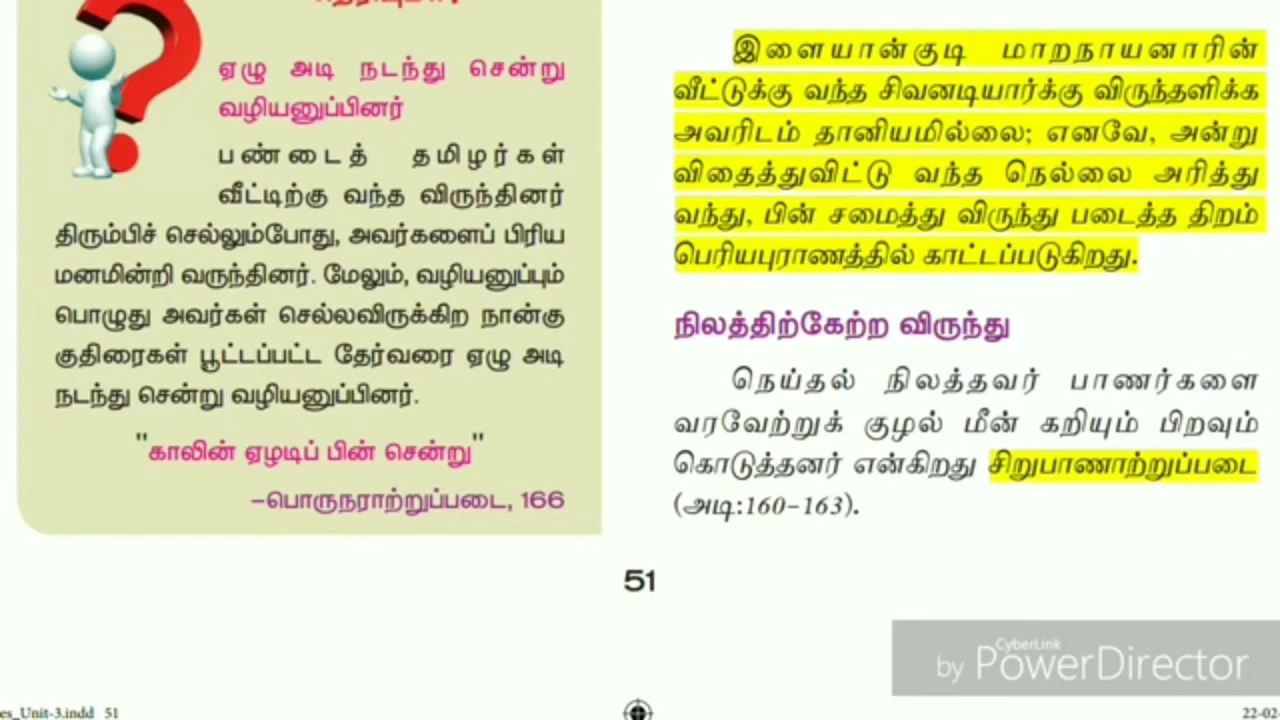 ஏழு அடி நடந்து சென்று
வழியனுப்பினர்
பண்டைத் தமிழர்கள்
வீட்டிற்கு வந்த விருந்தினர்
திரும்பிச் செல்லும்போது, அவர்களைப் பிரிய
மனமின்றி வருந்தினர். மேலும், வழியனுப்பும்
பொழுது அவர்கள் செல்லவிருக்கிற நான்கு
குதிரைகள் பூட்டப்பட்ட தேர்வரை ஏழு அடி
நடந்து சென்று வழியனுப்பினர்.
"காலின் ஏழடிப் பின் சென்று"
–பொருநராற்றுப்படை, 166
இளையான்குடி மாறநாயனாரின்
வீட்டுக்கு வந்த சிவனடியார்க்கு விருந்தளிக்க
அவரிடம் தானியமில்லை; எனவே, அன்று
விதைத்துவிட்டு வந்த நெல்லை அரித்து
வந்து, பின் சமைத்து விருந்து படைத்த திறம்
பெரியபுராணத்தில் காட்டப்படுகிறது.
நிலத்திற்கேற்ற விருந்து
நெய்தல் நிலத்தவர் பாணர்களை
வரவேற்றுக் குழல் மீன் கறியும் பிறவும்
கொடுத்தனர் என்கிறது சிறுபாணாற்றுப்படை
(அடி:160–163).
51
CyberLink
by PowerDirector
es_Unit-3.indd 51
22-02-